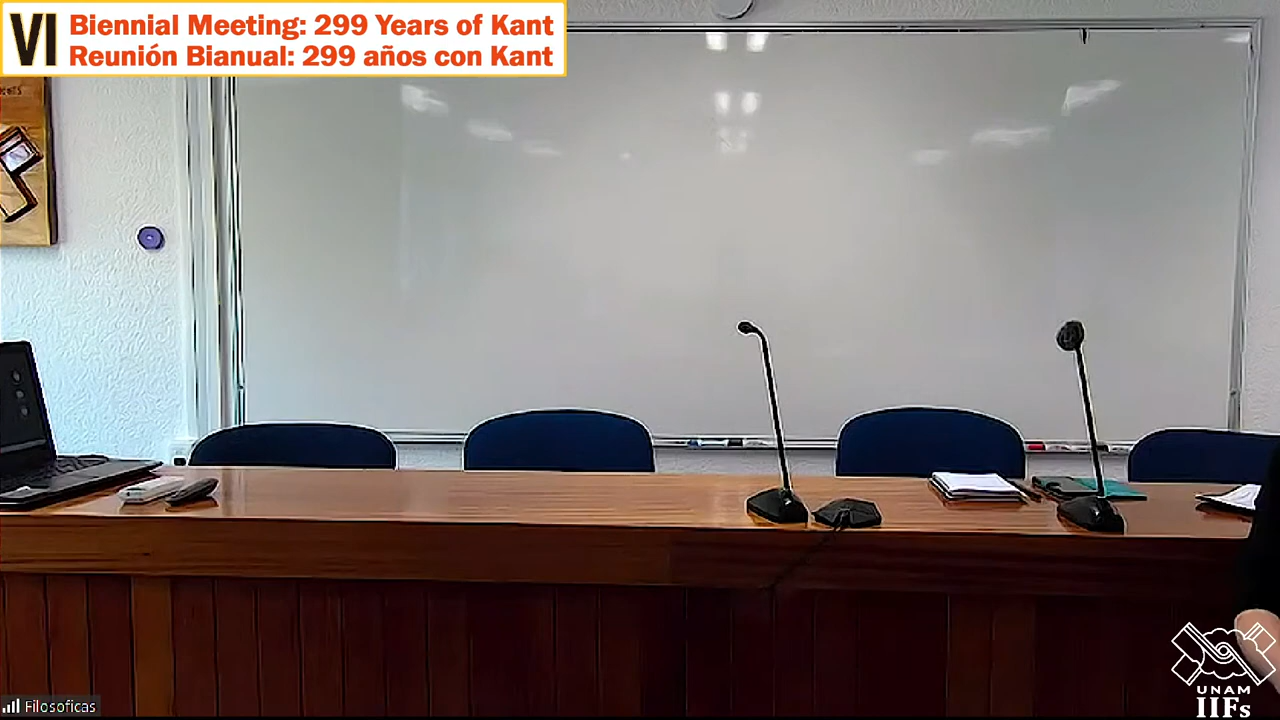 VI
Biennial Meeting: 299 Years of Kant
Reunión Bianual: 299 años con Kant
Filosoficas
UNAM
IIFs